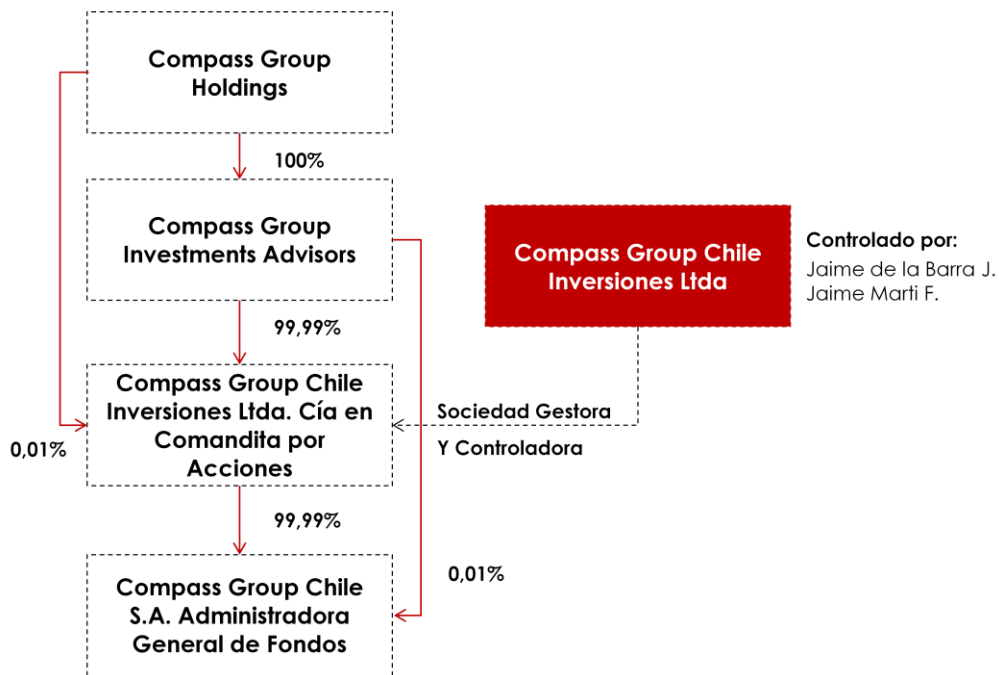 Compass Group
Holdings
100%
Compass Group
Investments Advisors
Compass Group Chile
Inversiones Ltda
Controlado por:
Jaime de la Barra J.
Jaime Marti F.
99,99%
Compass Group Chile
Inversiones Ltda. Cía en
Comandita por
Acciones
Sociedad Gestora
Y Controladora
0,01%
99,99%
0,01%
Compass Group Chile
S.A. Administradora
General de Fondos